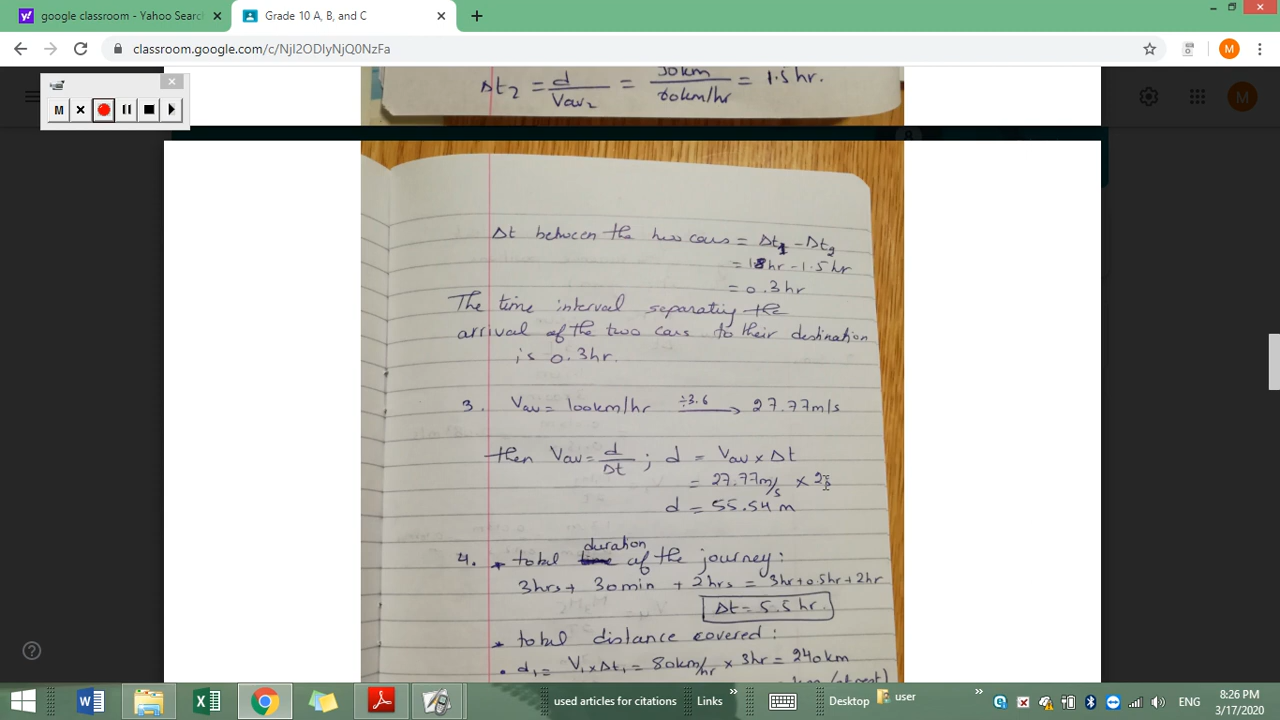 google classroom - Yahoo Searc
Grade 10 A, B, and C
classroom.google.com/c/NjI2ODIyNjQ0NzFa
M
M
M
Δt₂ = d/Vav₂ = 90km/60km/hr = 1.5 hr.
Δt between the two cars = Δt₁ - Δt₂
= 1.8hr - 1.5 hr
= 0.3 hr
The time interval separating the
arrival of the two cars to their destination
is 0.3hr.
3. Vav = 100km/hr ÷3.6 → 27.77m/s
then Vav = d/Δt ; d = Vav × Δt
= 27.77m/s × 2s
d = 55.54 m
duration
4. * total of the journey:
3hrs + 30min + 2hrs = 3hr+0.5hr+2hr
Δt = 5.5 hr.
* total distance covered:
• d₁ = V₁×Δt₁ = 80km/hr × 3hr = 240km
(at rest)
used articles for citations
Links
»
Desktop
user
»
ENG
8:26 PM
3/17/2020